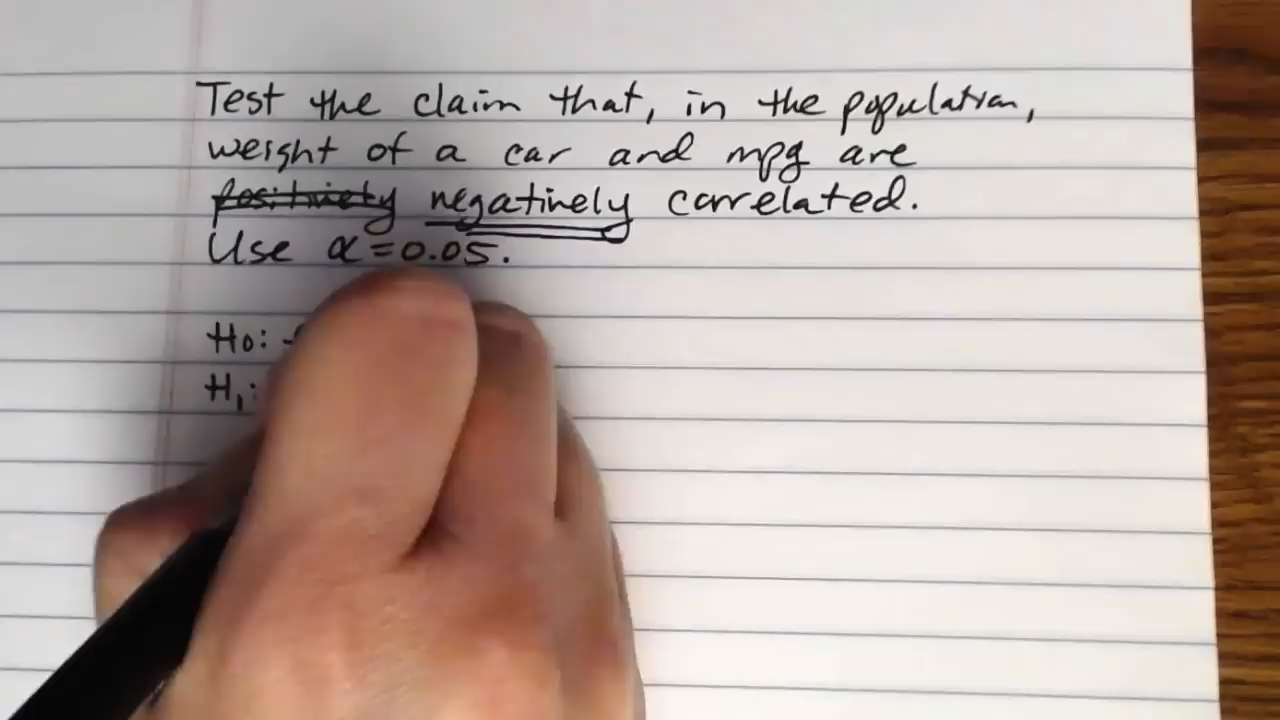 Test the claim that, in the population,
weight of a car and mpg are
positively negatively correlated.
Use α=0.05.
H0:
H1: